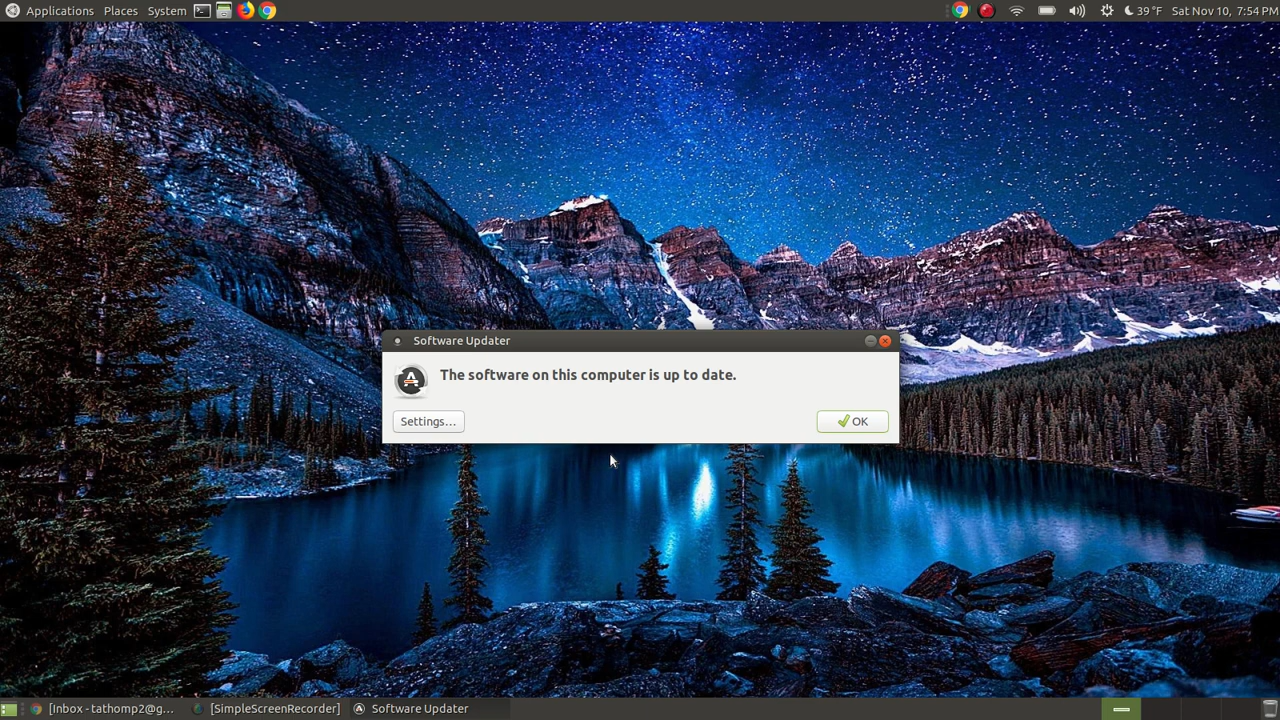 Applications Places System 39 °F Sat Nov 10, 7:54 PM
Software Updater
The software on this computer is up to date.
Settings... OK
[Inbox - tathomp2@g... [SimpleScreenRecorder] Software Updater